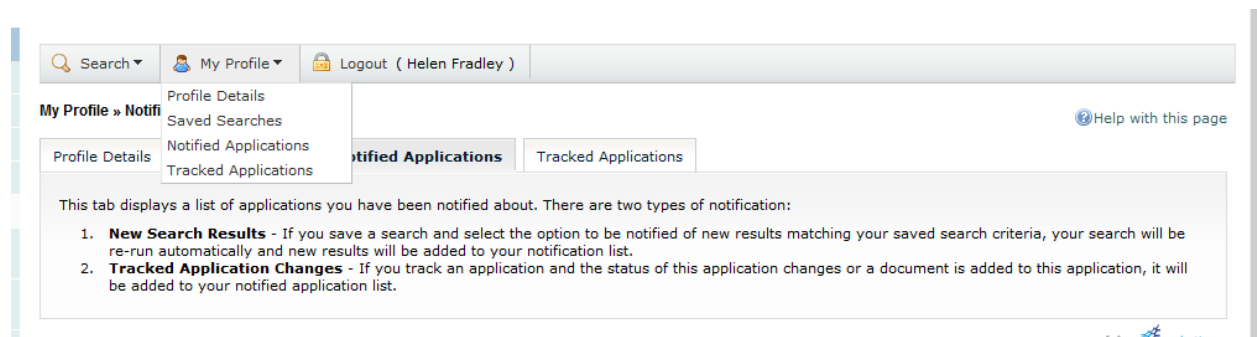 Search My Profile Logout ( Helen Fradley )
Profile Details
My Profile » Notifi
Saved Searches
Help with this page
Notified Applications
Tracked Applications
Profile Details otified Applications Tracked Applications
This tab displays a list of applications you have been notified about. There are two types of notification:
1. New Search Results - If you save a search and select the option to be notified of new results matching your saved search criteria, your search will be
re-run automatically and new results will be added to your notification list.
2. Tracked Application Changes - If you track an application and the status of this application changes or a document is added to this application, it will
be added to your notified application list.